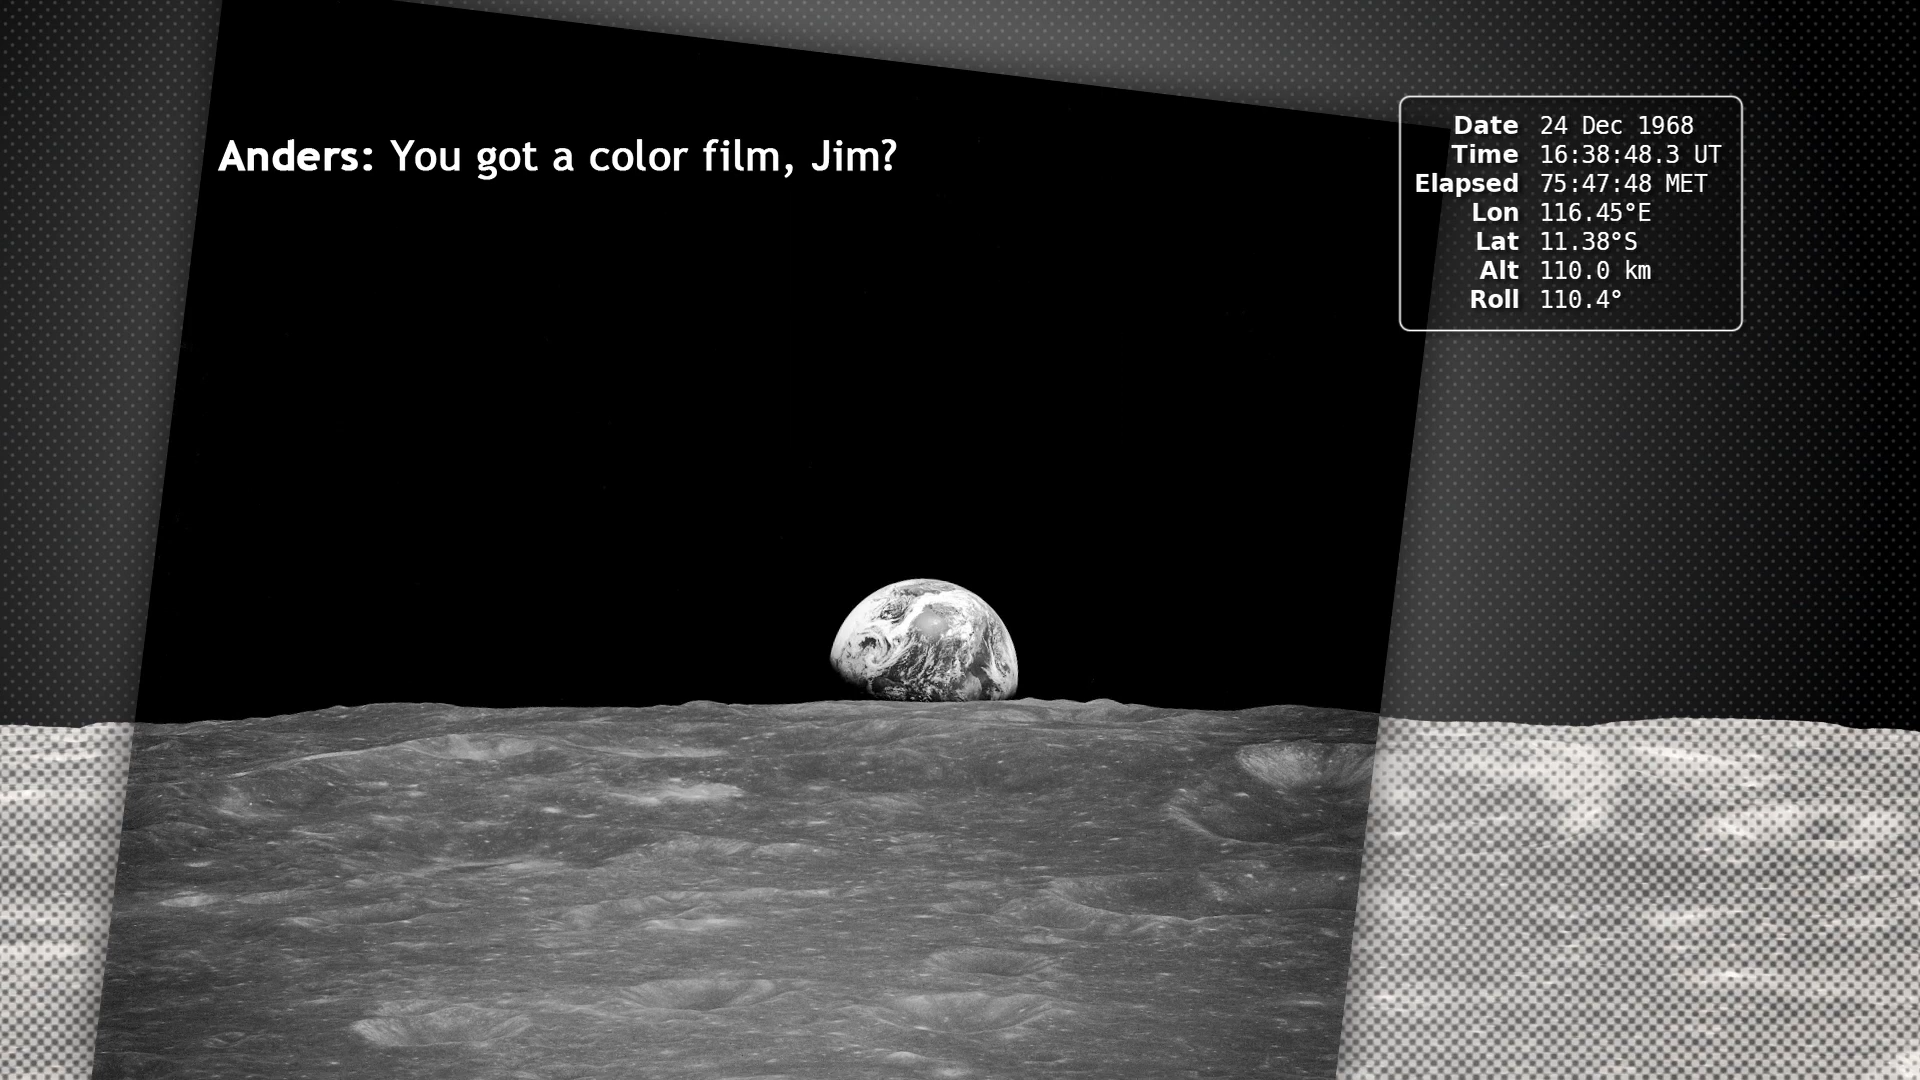 Anders: You got a color film, Jim?
Date 24 Dec 1968
Time 16:38:48.3 UT
Elapsed 75:47:48 MET
Lon 116.45°E
Lat 11.38°S
Alt 110.0 km
Roll 110.4°